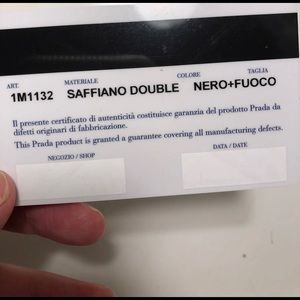 ART. MATERIALE COLORE TAGLIA
1M1132 SAFFIANO DOUBLE NERO+FUOCO
Il presente certificato di autenticità costituisce garanzia del prodotto Prada da
difetti originari di fabbricazione.
This Prada product is granted a guarantee covering all manufacturing defects.
NEGOZIO / SHOP DATA / DATE